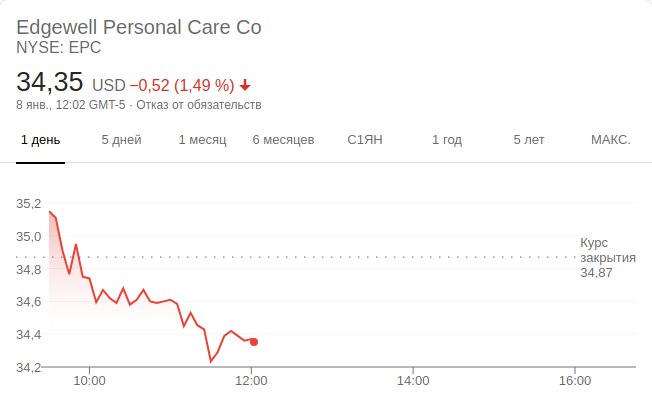 Edgewell Personal Care Co
NYSE: EPC
34,35 USD −0,52 (1,49 %)
8 янв., 12:02 GMT-5 · Отказ от обязательств
1 день 5 дней 1 месяц 6 месяцев С1ЯН 1 год 5 лет МАКС.
35,2
35,0
Курс
закрытия
34,87
34,8
34,6
34,4
34,2
10:00 12:00 14:00 16:00